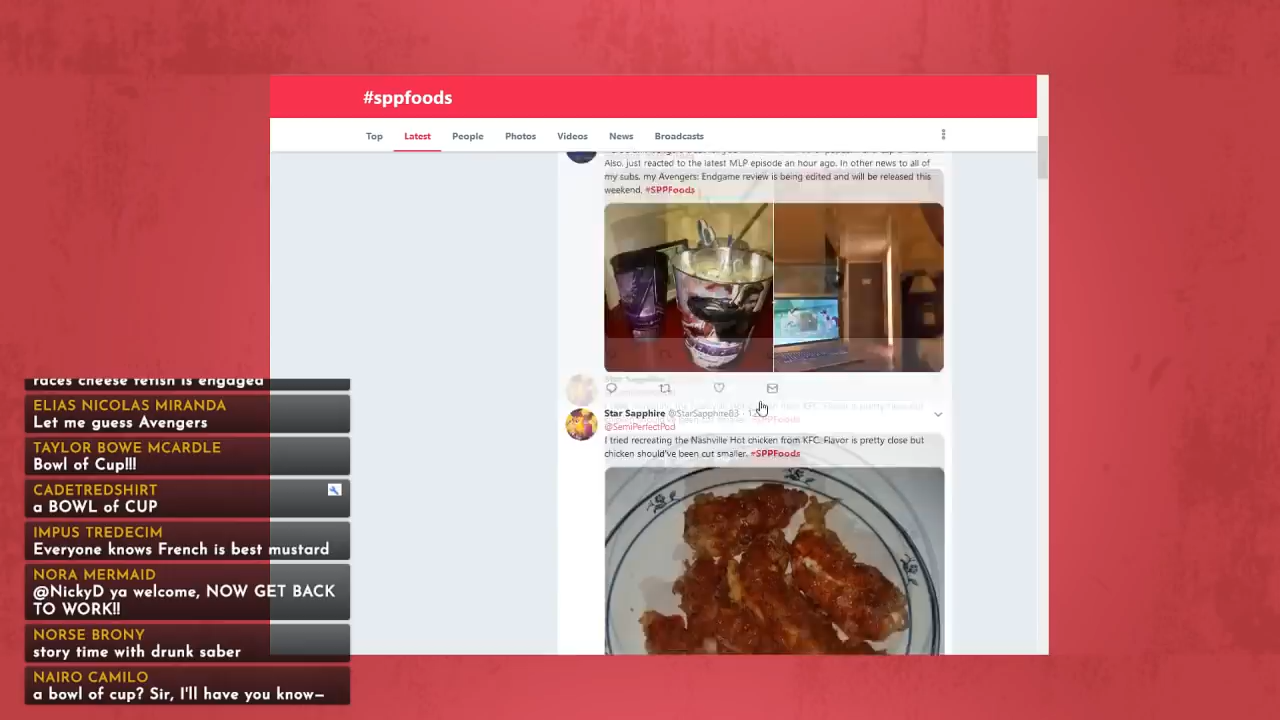 #sppfoods
Top Latest People Photos Videos News Broadcasts
Also, just reacted to the latest MLP episode an hour ago. In other news to all of
my subs, my Avengers: Endgame review is being edited and will be released this
weekend. #SPPFoods
Star Sapphire @StarSapphire83
@SemiPerfectPod
I tried recreating the Nashville Hot chicken from KFC. Flavor is pretty close but
chicken should've been cut smaller. #SPPFoods
races cheese fetish is engaged
ELIAS NICOLAS MIRANDA
Let me guess Avengers
TAYLOR BOWE MCARDLE
Bowl of Cup!!!
CADETREDSHIRT
a BOWL of CUP
IMPUS TREDECIM
Everyone knows French is best mustard
NORA MERMAID
@NickyD ya welcome, NOW GET BACK
TO WORK!!
NORSE BRONY
story time with drunk saber
NAIRO CAMILO
a bowl of cup? Sir, I'll have you know—